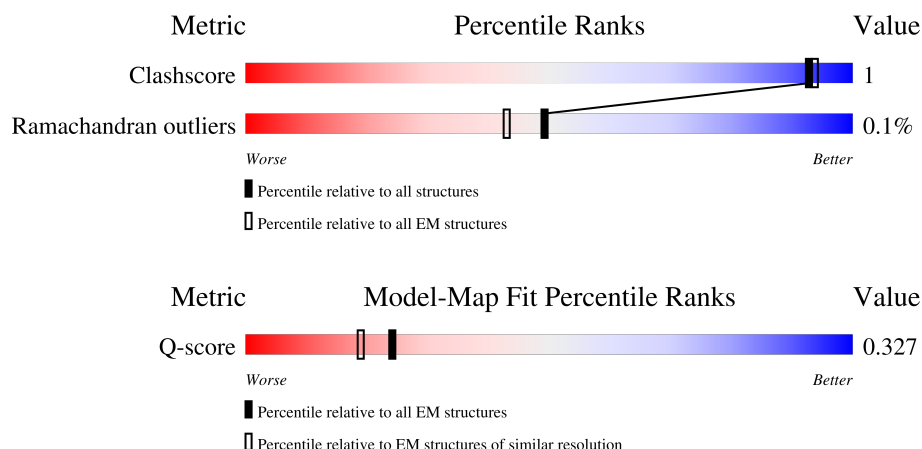 Metric Percentile Ranks Value
Clashscore 1
Ramachandran outliers 0.1%
Worse Better
Percentile relative to all structures
Percentile relative to all EM structures
Metric Model-Map Fit Percentile Ranks Value
Q-score 0.327
Worse Better
Percentile relative to all EM structures
Percentile relative to EM structures of similar resolution